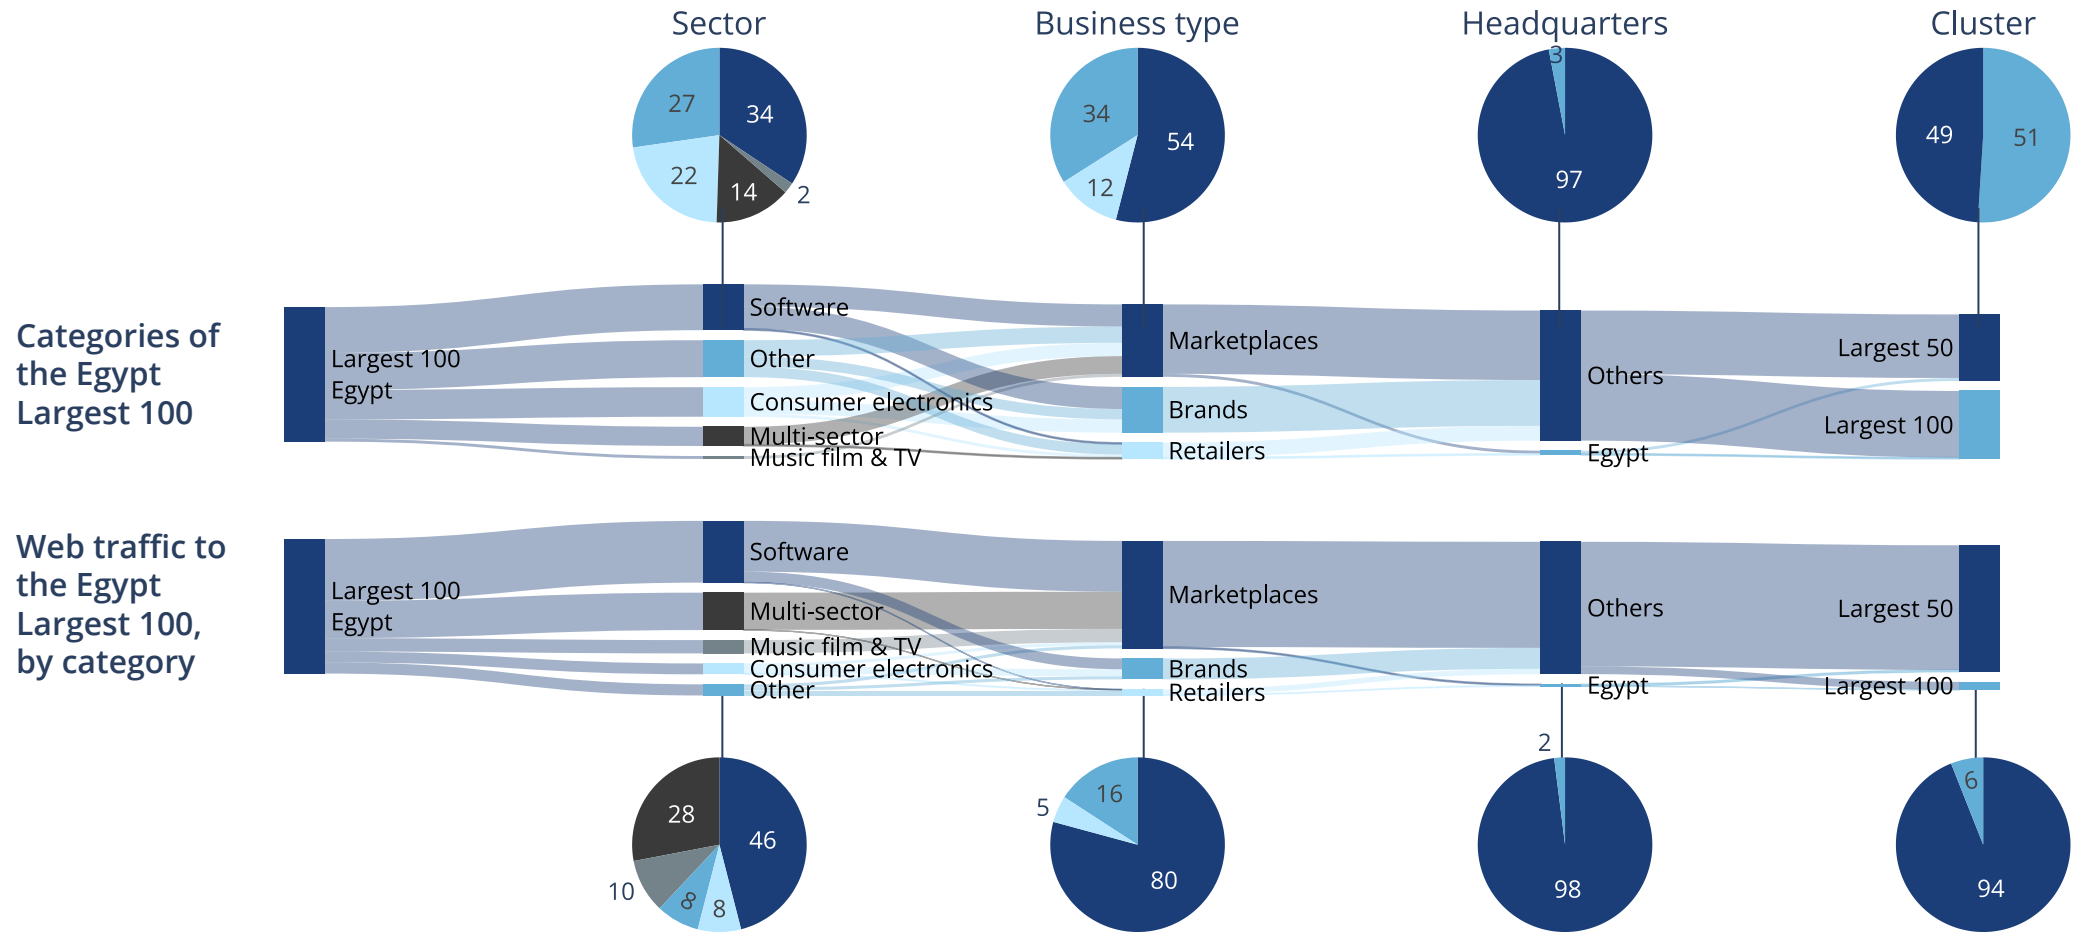 Sector
Business type
Headquarters
Cluster
27
34
22
14
2
34
54
12
3
97
49
51
Categories of
the Egypt
Largest 100
Largest 100
Egypt
Software
Other
Consumer electronics
Multi-sector
Music film & TV
Marketplaces
Brands
Retailers
Others
Egypt
Largest 50
Largest 100
Web traffic to
the Egypt
Largest 100,
by category
Largest 100
Egypt
Software
Multi-sector
Music film & TV
Consumer electronics
Other
Marketplaces
Brands
Retailers
Others
Egypt
Largest 50
Largest 100
28
46
10
8
8
5
16
80
2
98
6
94